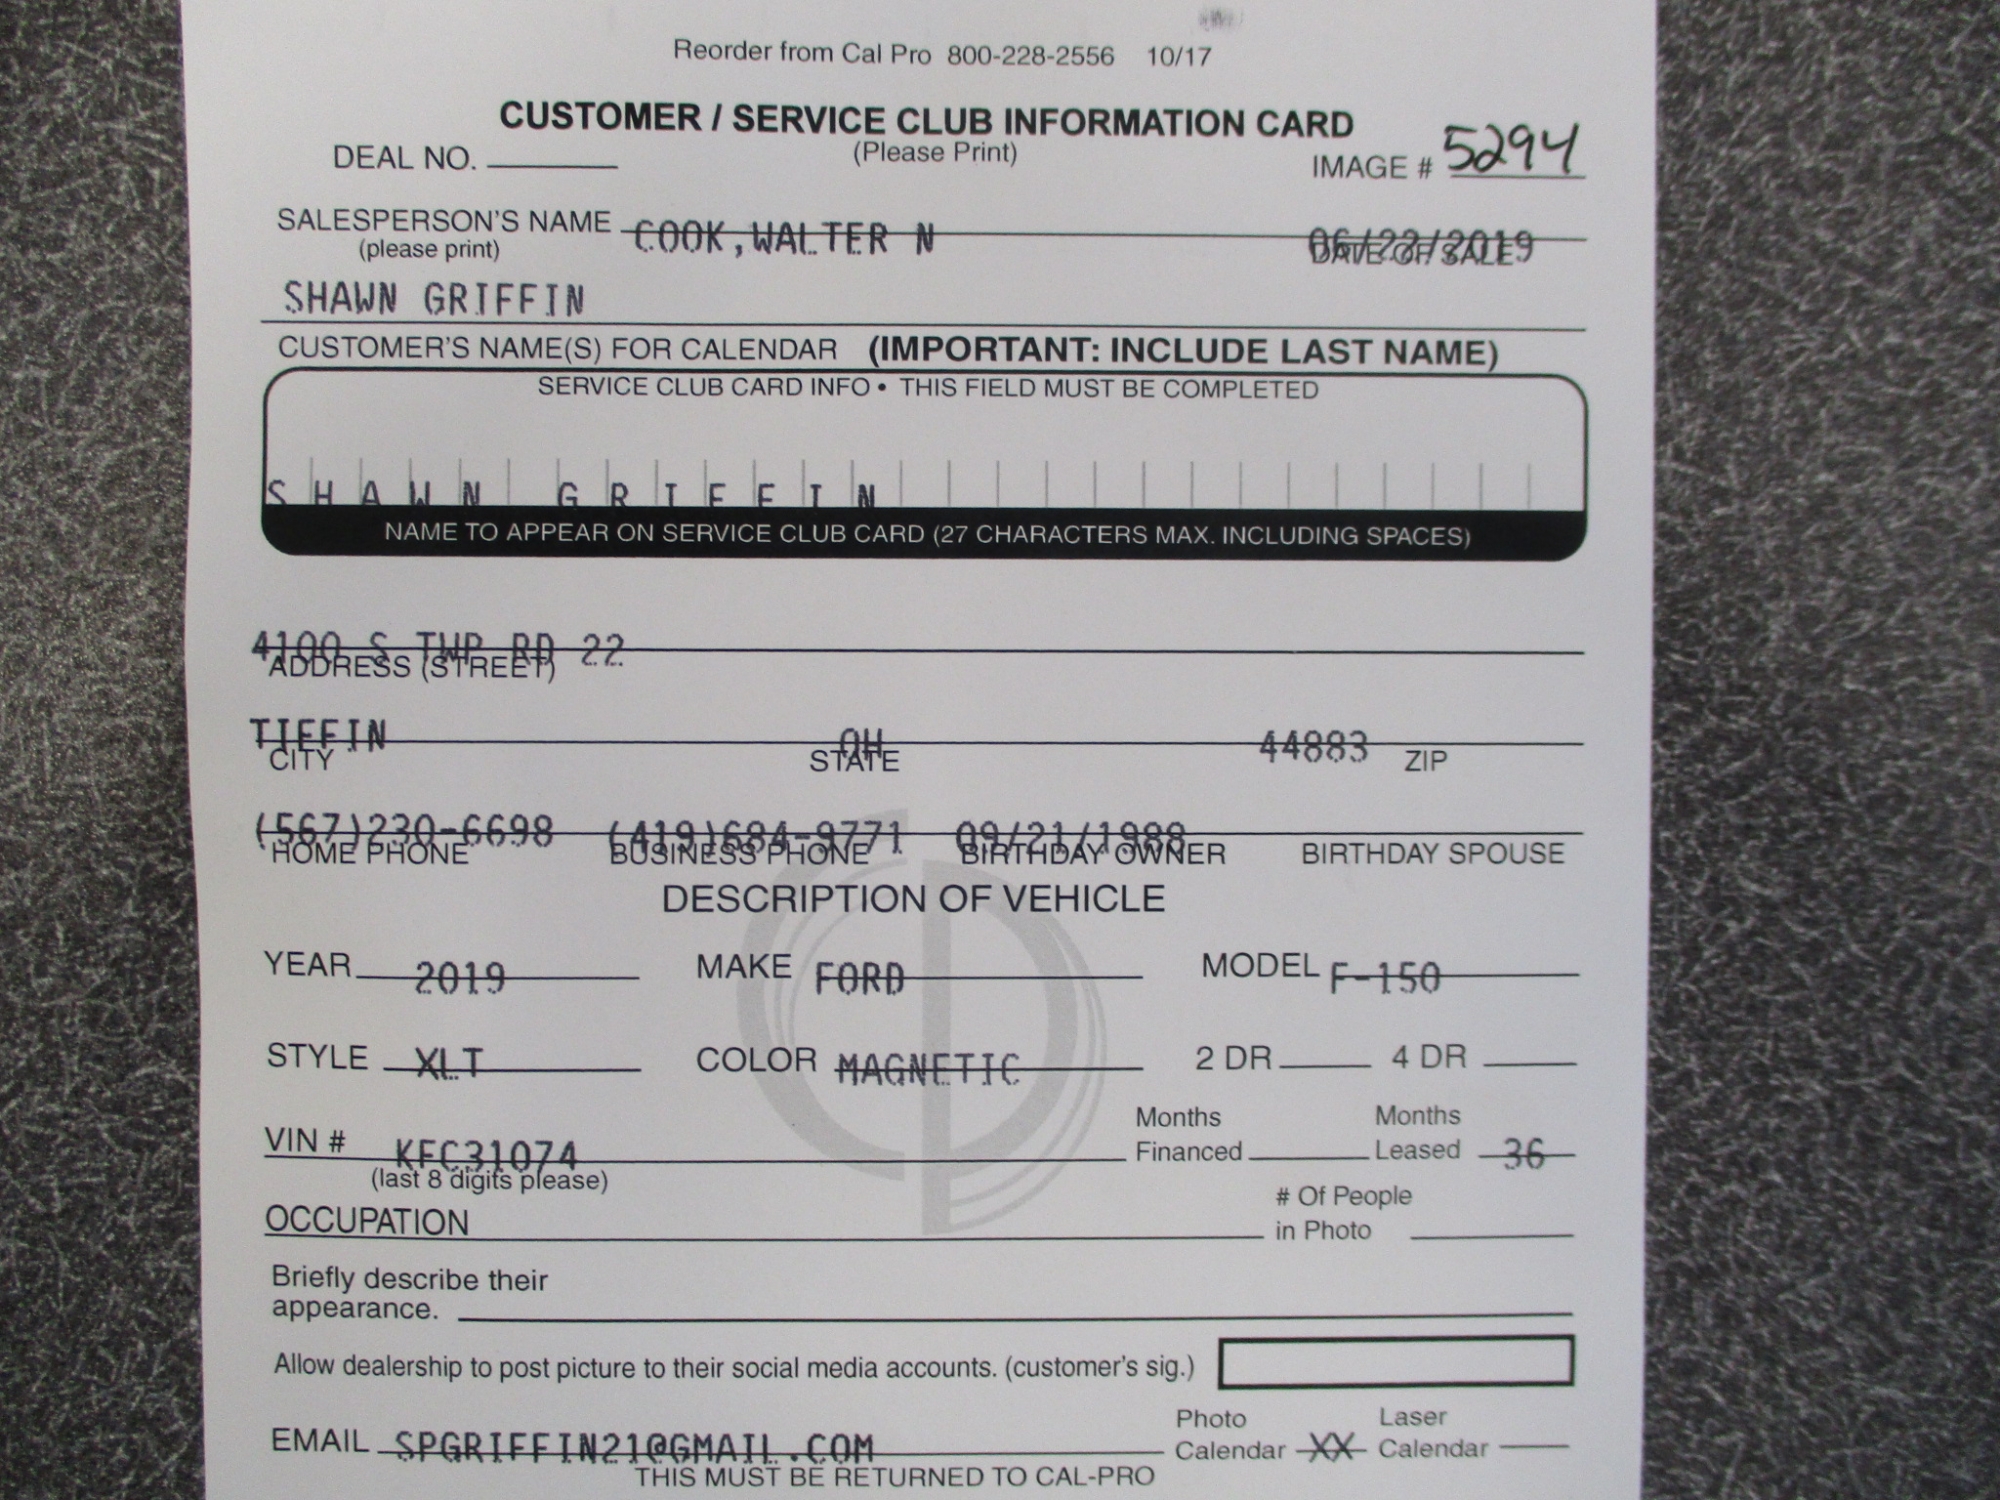 Reorder from Cal Pro 800-228-2556 10/17
CUSTOMER / SERVICE CLUB INFORMATION CARD
DEAL NO. (Please Print) IMAGE # 5294
SALESPERSON'S NAME COOK,WALTER N 06/22/2019
(please print) DATE OF SALE
SHAWN GRIFFIN
CUSTOMER'S NAME(S) FOR CALENDAR (IMPORTANT: INCLUDE LAST NAME)
SERVICE CLUB CARD INFO • THIS FIELD MUST BE COMPLETED
SHAWN GRIFFIN
NAME TO APPEAR ON SERVICE CLUB CARD (27 CHARACTERS MAX. INCLUDING SPACES)
4100 S TWP RD 22
ADDRESS (STREET)
TIFFIN OH 44883
CITY STATE ZIP
(567)230-6698 (419)684-9771 09/21/1988
HOME PHONE BUSINESS PHONE BIRTHDAY OWNER BIRTHDAY SPOUSE
DESCRIPTION OF VEHICLE
YEAR 2019 MAKE FORD MODEL F-150
STYLE XLT COLOR MAGNETIC 2 DR 4 DR
Months Months
VIN # KFC31074 Financed Leased 36
(last 8 digits please)
# Of People
OCCUPATION in Photo
Briefly describe their
appearance.
Allow dealership to post picture to their social media accounts. (customer's sig.)
Photo Laser
EMAIL SPGRIFFIN21@GMAIL.COM Calendar XX Calendar
THIS MUST BE RETURNED TO CAL-PRO